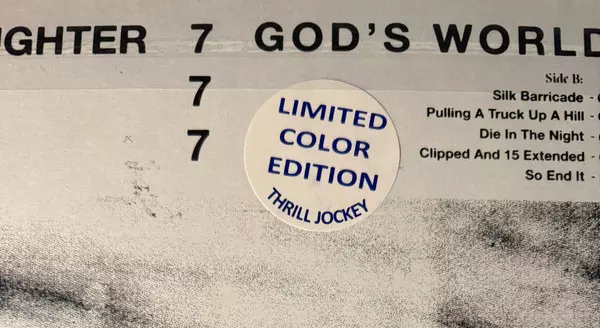 7 GOD'S WORLD
7
7
LIMITED
COLOR
EDITION
THRILL JOCKEY
Side B:
Silk Barricade -
Pulling A Truck Up A Hill -
Die In The Night -
Clipped And 15 Extended -
So End It -